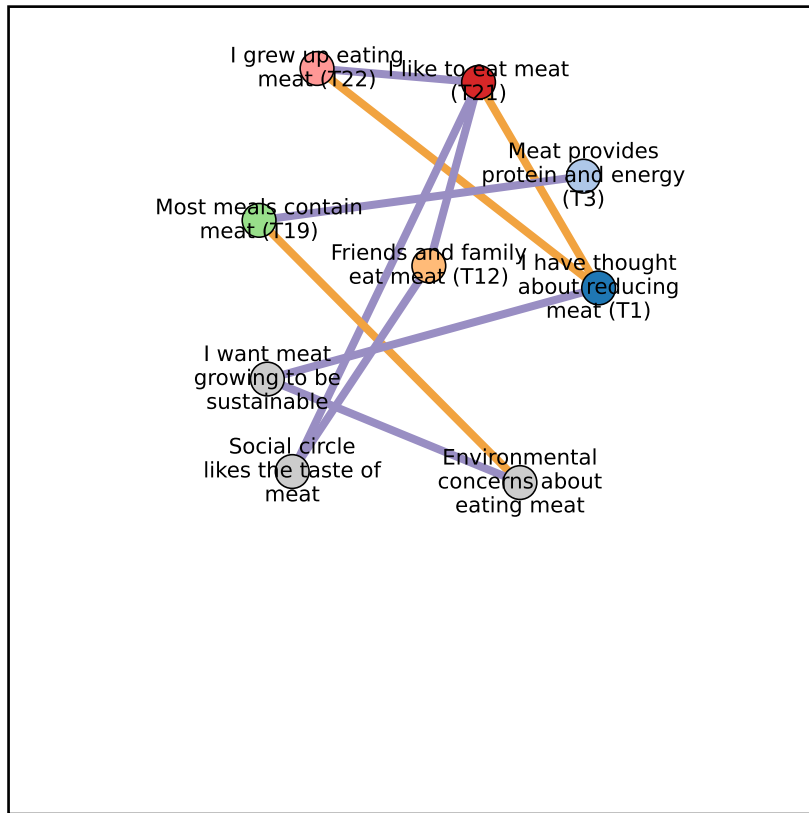 I grew up eating
meat (T22)
I like to eat meat
(T21)
Meat provides
protein and energy
(T3)
Most meals contain
meat (T19)
Friends and family
eat meat (T12)
I have thought
about reducing
meat (T1)
I want meat
growing to be
sustainable
Social circle
likes the taste of
meat
Environmental
concerns about
eating meat